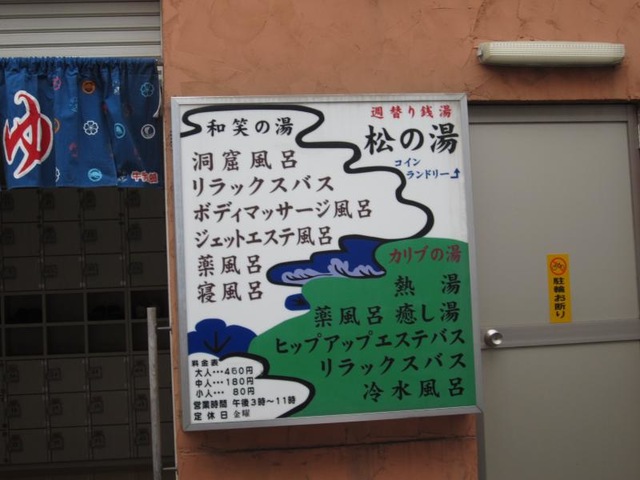 ゆ
週替り銭湯
松の湯
コイン
ランドリー
和笑の湯
洞窟風呂
リラックスバス
ボディマッサージ風呂
ジェットエステ風呂
薬風呂
寝風呂
カリブの湯
熱湯
薬風呂 癒し湯
ヒップアップエステバス
リラックスバス
冷水風呂
料金表
大人・・・460円
中人・・・180円
小人・・・ 80円
営業時間 午後3時〜11時
定休日 金曜
駐輪お断り